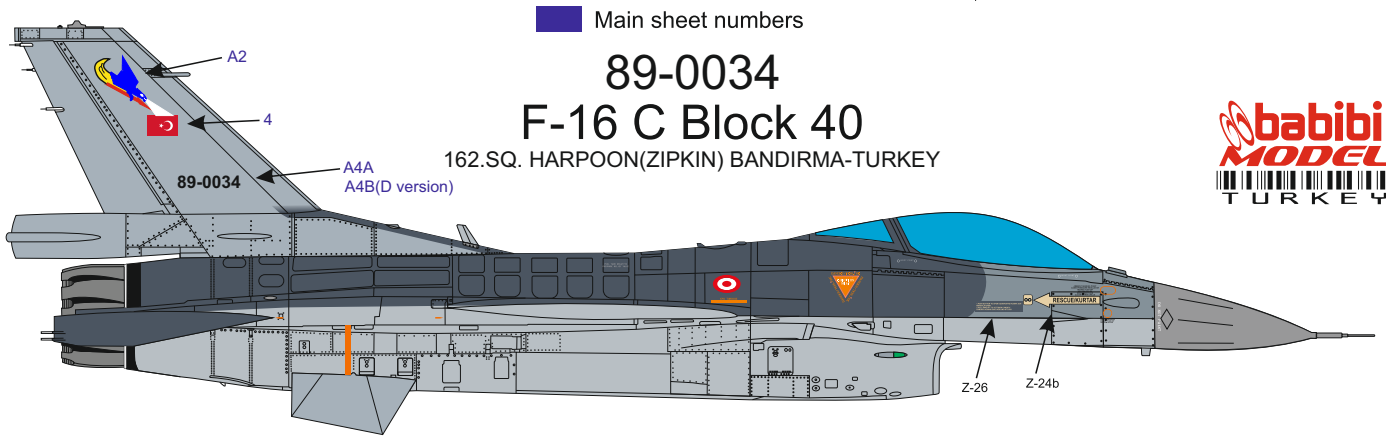 Main sheet numbers
89-0034
F-16 C Block 40
162.SQ. HARPOON(ZIPKIN) BANDIRMA-TURKEY
babibi
MODEL
TURKEY
A2
4
A4A
A4B(D version)
89-0034
RESCUE/KURTAR
Z-26
Z-24b